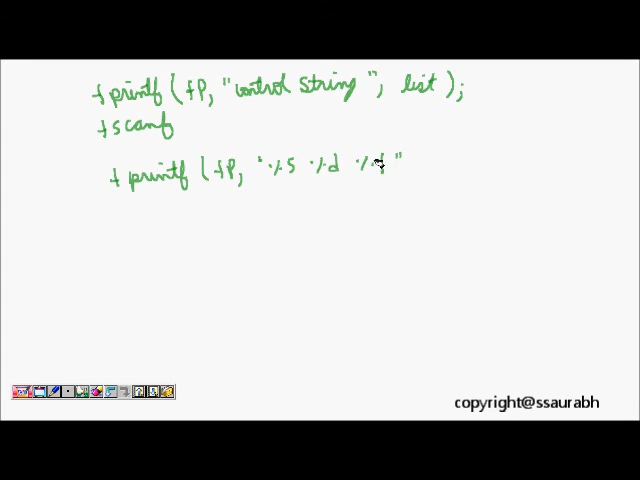 fprintf ( fp, "control String ", list );
fscanf
fprintf ( fp, "%s %d %f "
copyright@ssaurabh